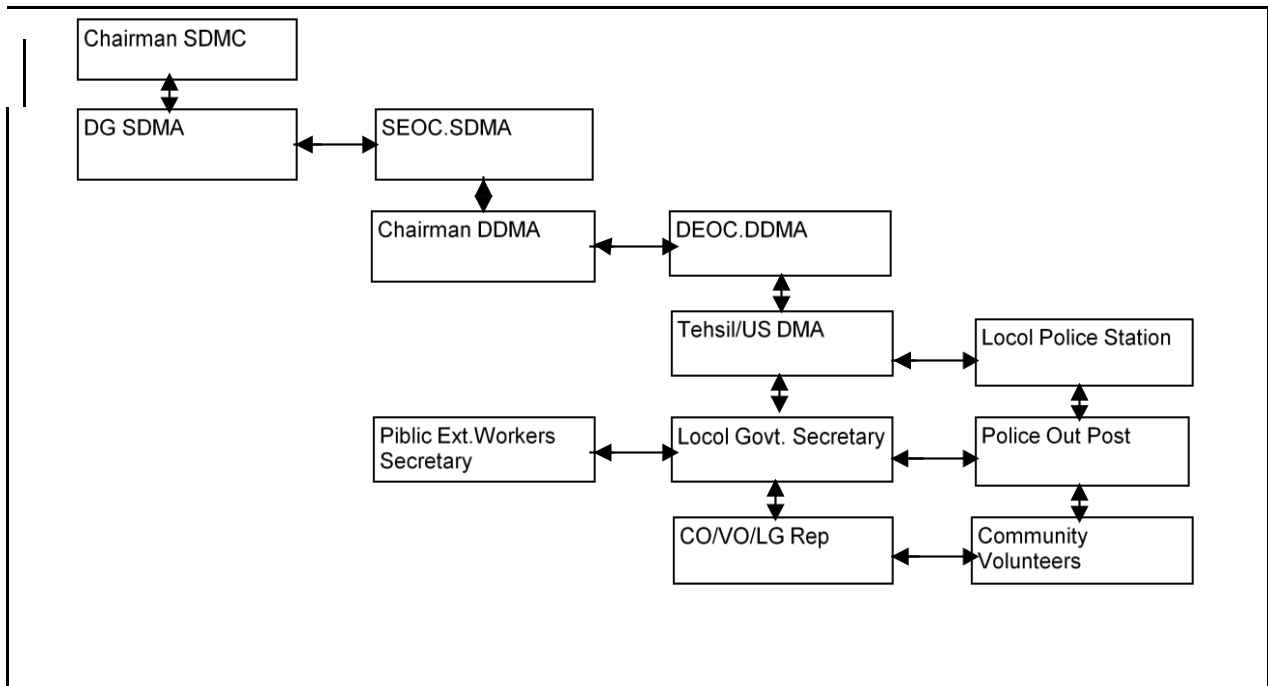 Chairman SDMC
DG SDMA
SEOC.SDMA
Chairman DDMA
DEOC.DDMA
Tehsil/US DMA
Locol Police Station
Piblic Ext.Workers
Secretary
Locol Govt. Secretary
Police Out Post
CO/VO/LG Rep
Community
Volunteers